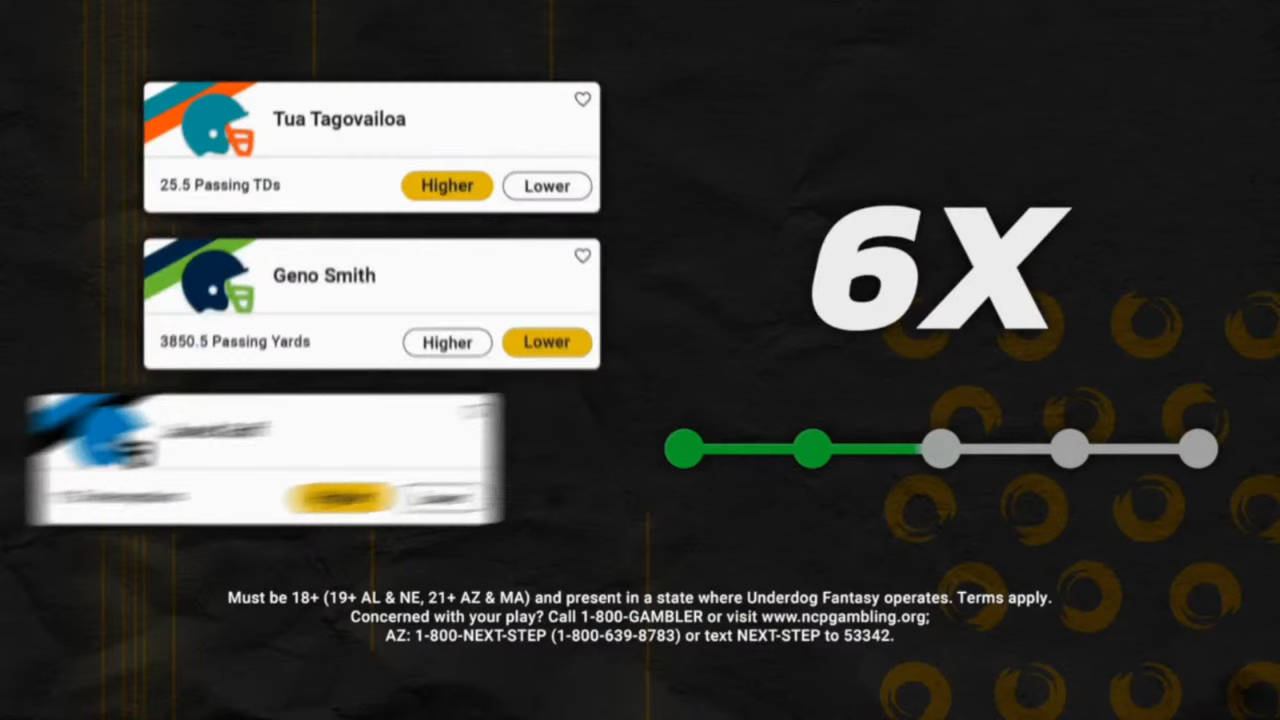 Tua Tagovailoa
25.5 Passing TDs
Higher
Lower
Geno Smith
3850.5 Passing Yards
Higher
Lower
6X
Must be 18+ (19+ AL & NE, 21+ AZ & MA) and present in a state where Underdog Fantasy operates. Terms apply.
Concerned with your play? Call 1-800-GAMBLER or visit www.ncpgambling.org;
AZ: 1-800-NEXT-STEP (1-800-639-8783) or text NEXT-STEP to 53342.